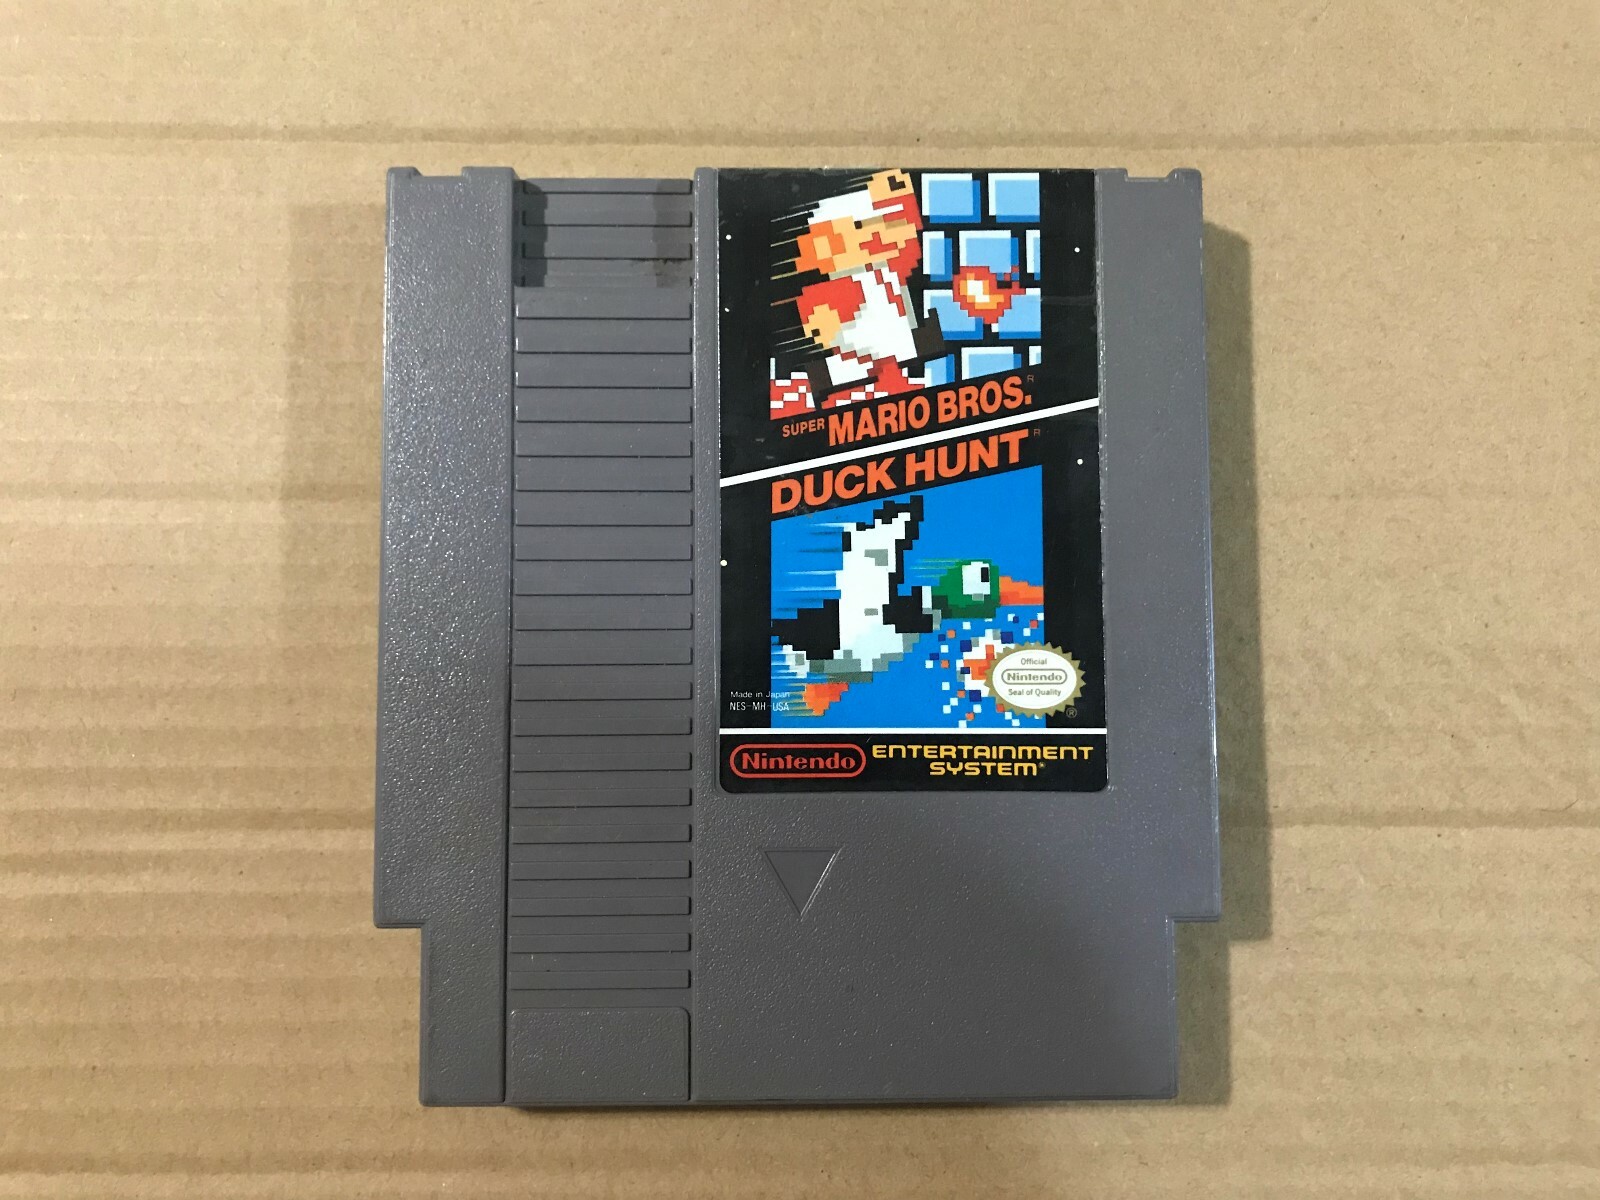 SUPER MARIO BROS.®
DUCK HUNT®
Official
Nintendo
Seal of Quality
®
Made in Japan
NES-MH-USA
Nintendo ENTERTAINMENT
SYSTEM®